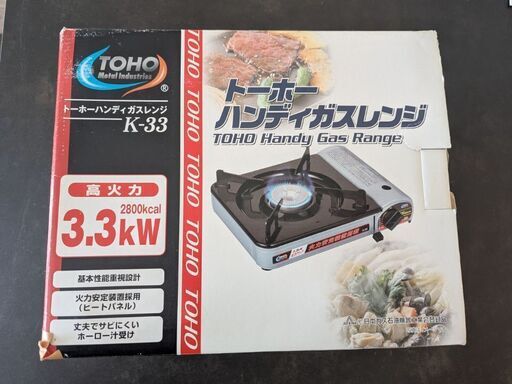 TOHO
Metal Industries
®
トーホーハンディガスレンジ
K-33
高火力
2800kcal
3.3kW
基本性能重視設計
火力安定装置採用
(ヒートパネル)
丈夫でサビにくい
ホーロー汁受け
TOHO TOHO TOHO TOHO TOHO
トーホー
ハンディガスレンジ
TOHO Handy Gas Range